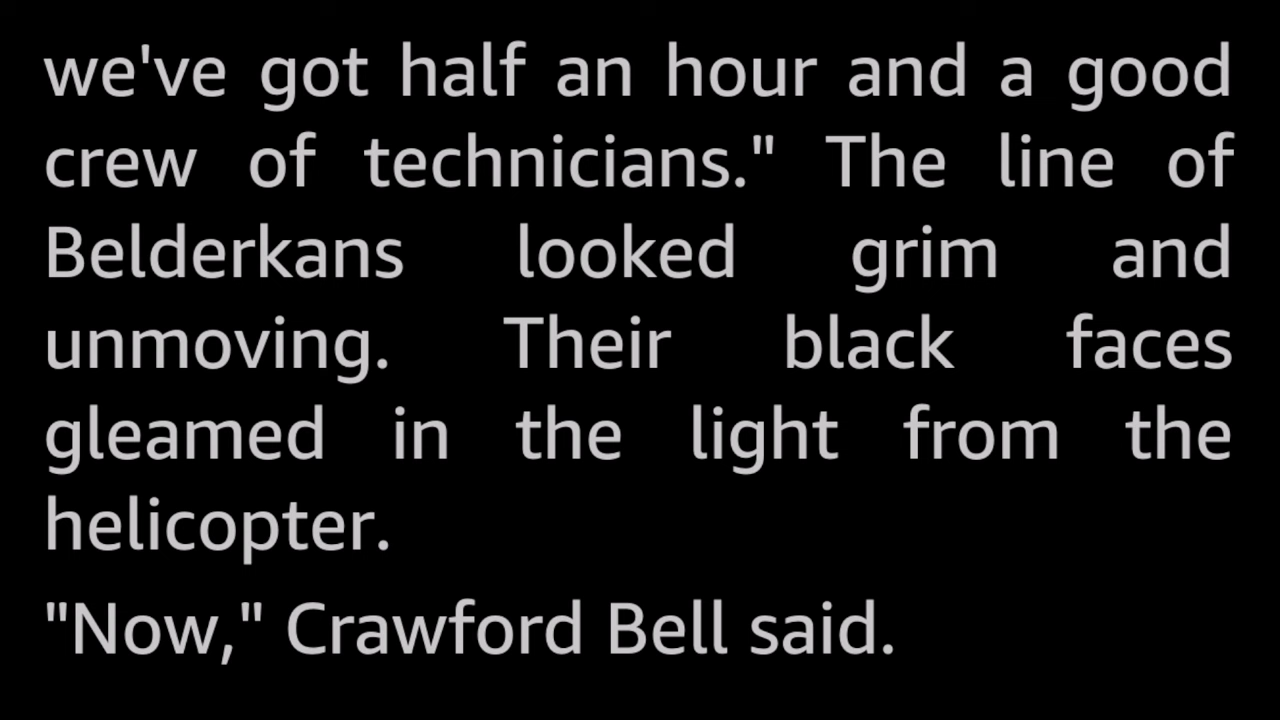 we've got half an hour and a good
crew of technicians." The line of
Belderkans looked grim and
unmoving. Their black faces
gleamed in the light from the
helicopter.
"Now," Crawford Bell said.